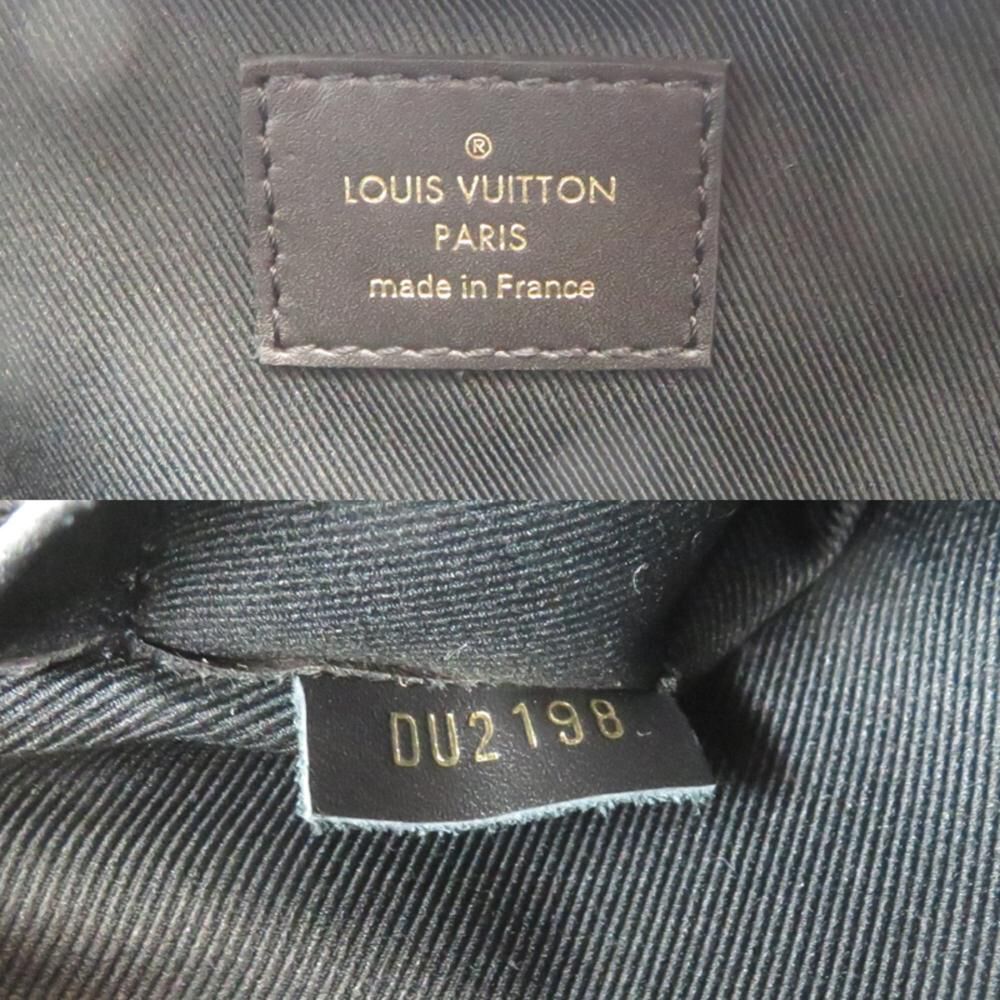 ®
LOUIS VUITTON
PARIS
made in France
DU2198